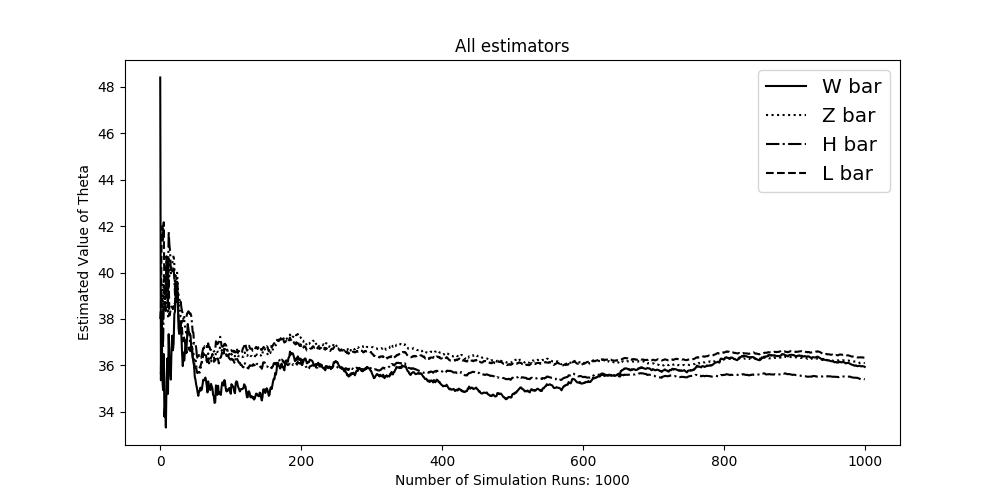 All estimators
W bar
Z bar
H bar
L bar
Estimated Value of Theta
48
46
44
42
40
38
36
34
0 200 400 600 800 1000
Number of Simulation Runs: 1000